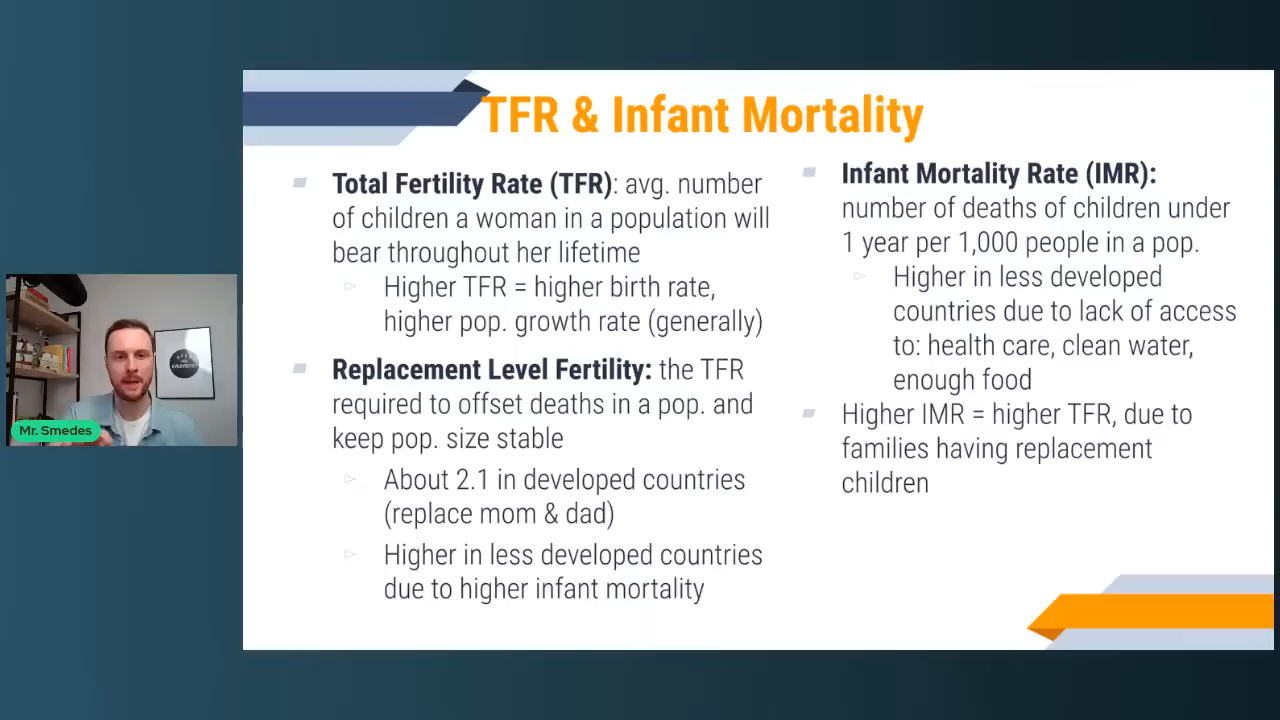 TFR & Infant Mortality
Total Fertility Rate (TFR): avg. number
of children a woman in a population will
bear throughout her lifetime
Higher TFR = higher birth rate,
higher pop. growth rate (generally)
Replacement Level Fertility: the TFR
required to offset deaths in a pop. and
keep pop. size stable
About 2.1 in developed countries
(replace mom & dad)
Higher in less developed countries
due to higher infant mortality
Infant Mortality Rate (IMR):
number of deaths of children under
1 year per 1,000 people in a pop.
Higher in less developed
countries due to lack of access
to: health care, clean water,
enough food
Higher IMR = higher TFR, due to
families having replacement
children
Mr. Smedes